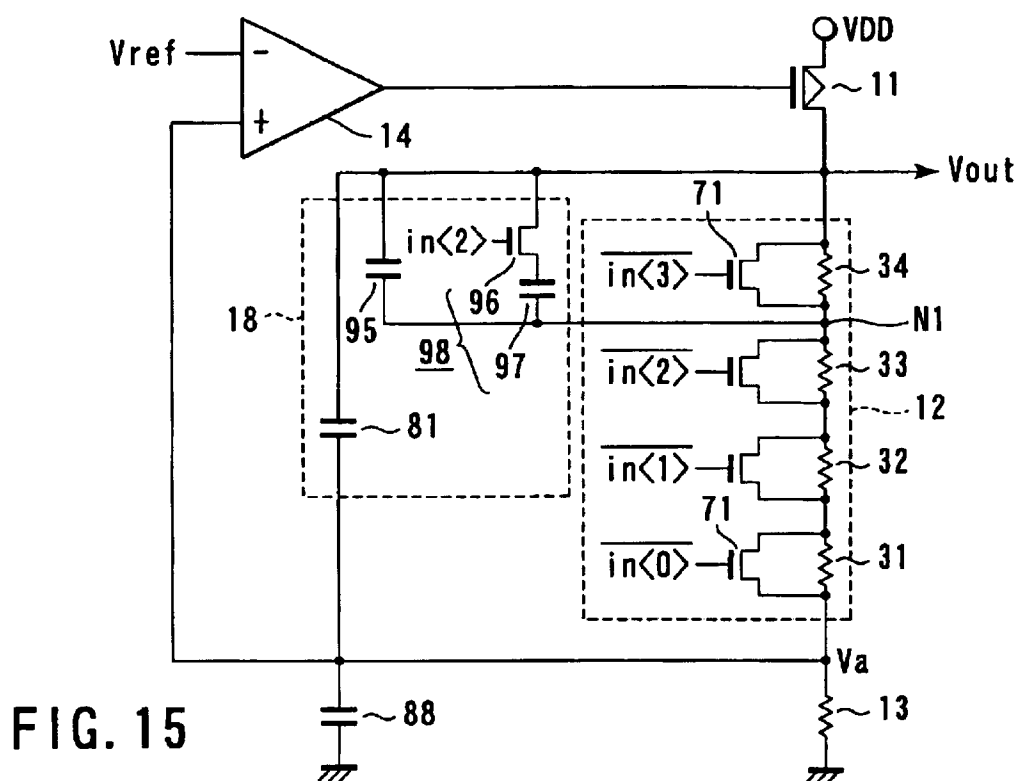 VDD
Vref
−
+
14
11
Vout
71
in<2>
in<3>
34
18
95
96
97
98
N1
in<2>
33
12
81
in<1>
32
71
in<0>
31
Va
88
13
FIG. 15